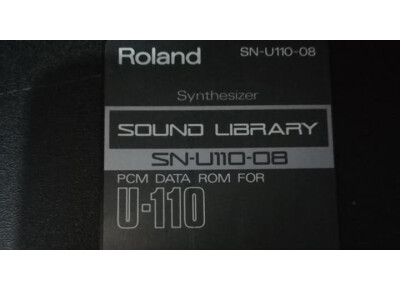 Roland SN-U110-08
Synthesizer
SOUND LIBRARY
SN-U110-08
PCM DATA ROM FOR
U-110